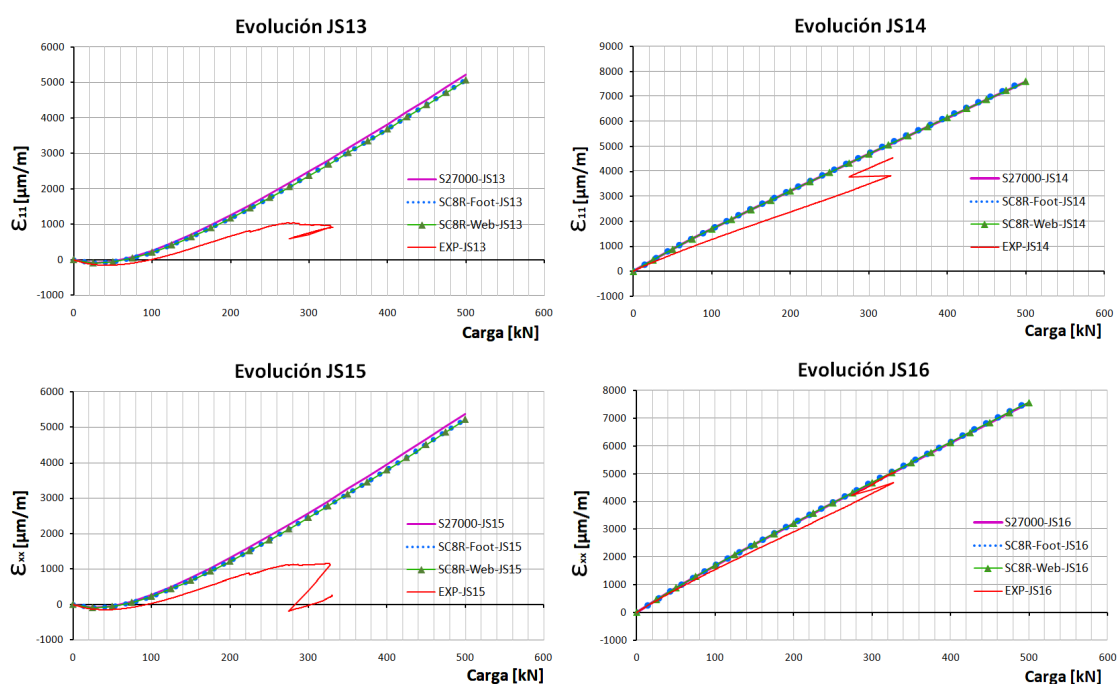 Evolución JS13
6000
5000
4000
3000
2000
1000
0
-1000
0
100
200
300
400
500
600
ε11 [µm/m]
Carga [kN]
S27000-JS13
SC8R-Foot-JS13
SC8R-Web-JS13
EXP-JS13
Evolución JS14
9000
8000
7000
6000
5000
4000
3000
2000
1000
0
-1000
0
100
200
300
400
500
600
ε11 [µm/m]
Carga [kN]
S27000-JS14
SC8R-Foot-JS14
SC8R-Web-JS14
EXP-JS14
Evolución JS15
6000
5000
4000
3000
2000
1000
0
-1000
0
100
200
300
400
500
600
εxx [µm/m]
Carga [kN]
S27000-JS15
SC8R-Foot-JS15
SC8R-Web-JS15
EXP-JS15
Evolución JS16
8000
7000
6000
5000
4000
3000
2000
1000
0
-1000
0
100
200
300
400
500
600
εxx [µm/m]
Carga [kN]
S27000-JS16
SC8R-Foot-JS16
SC8R-Web-JS16
EXP-JS16